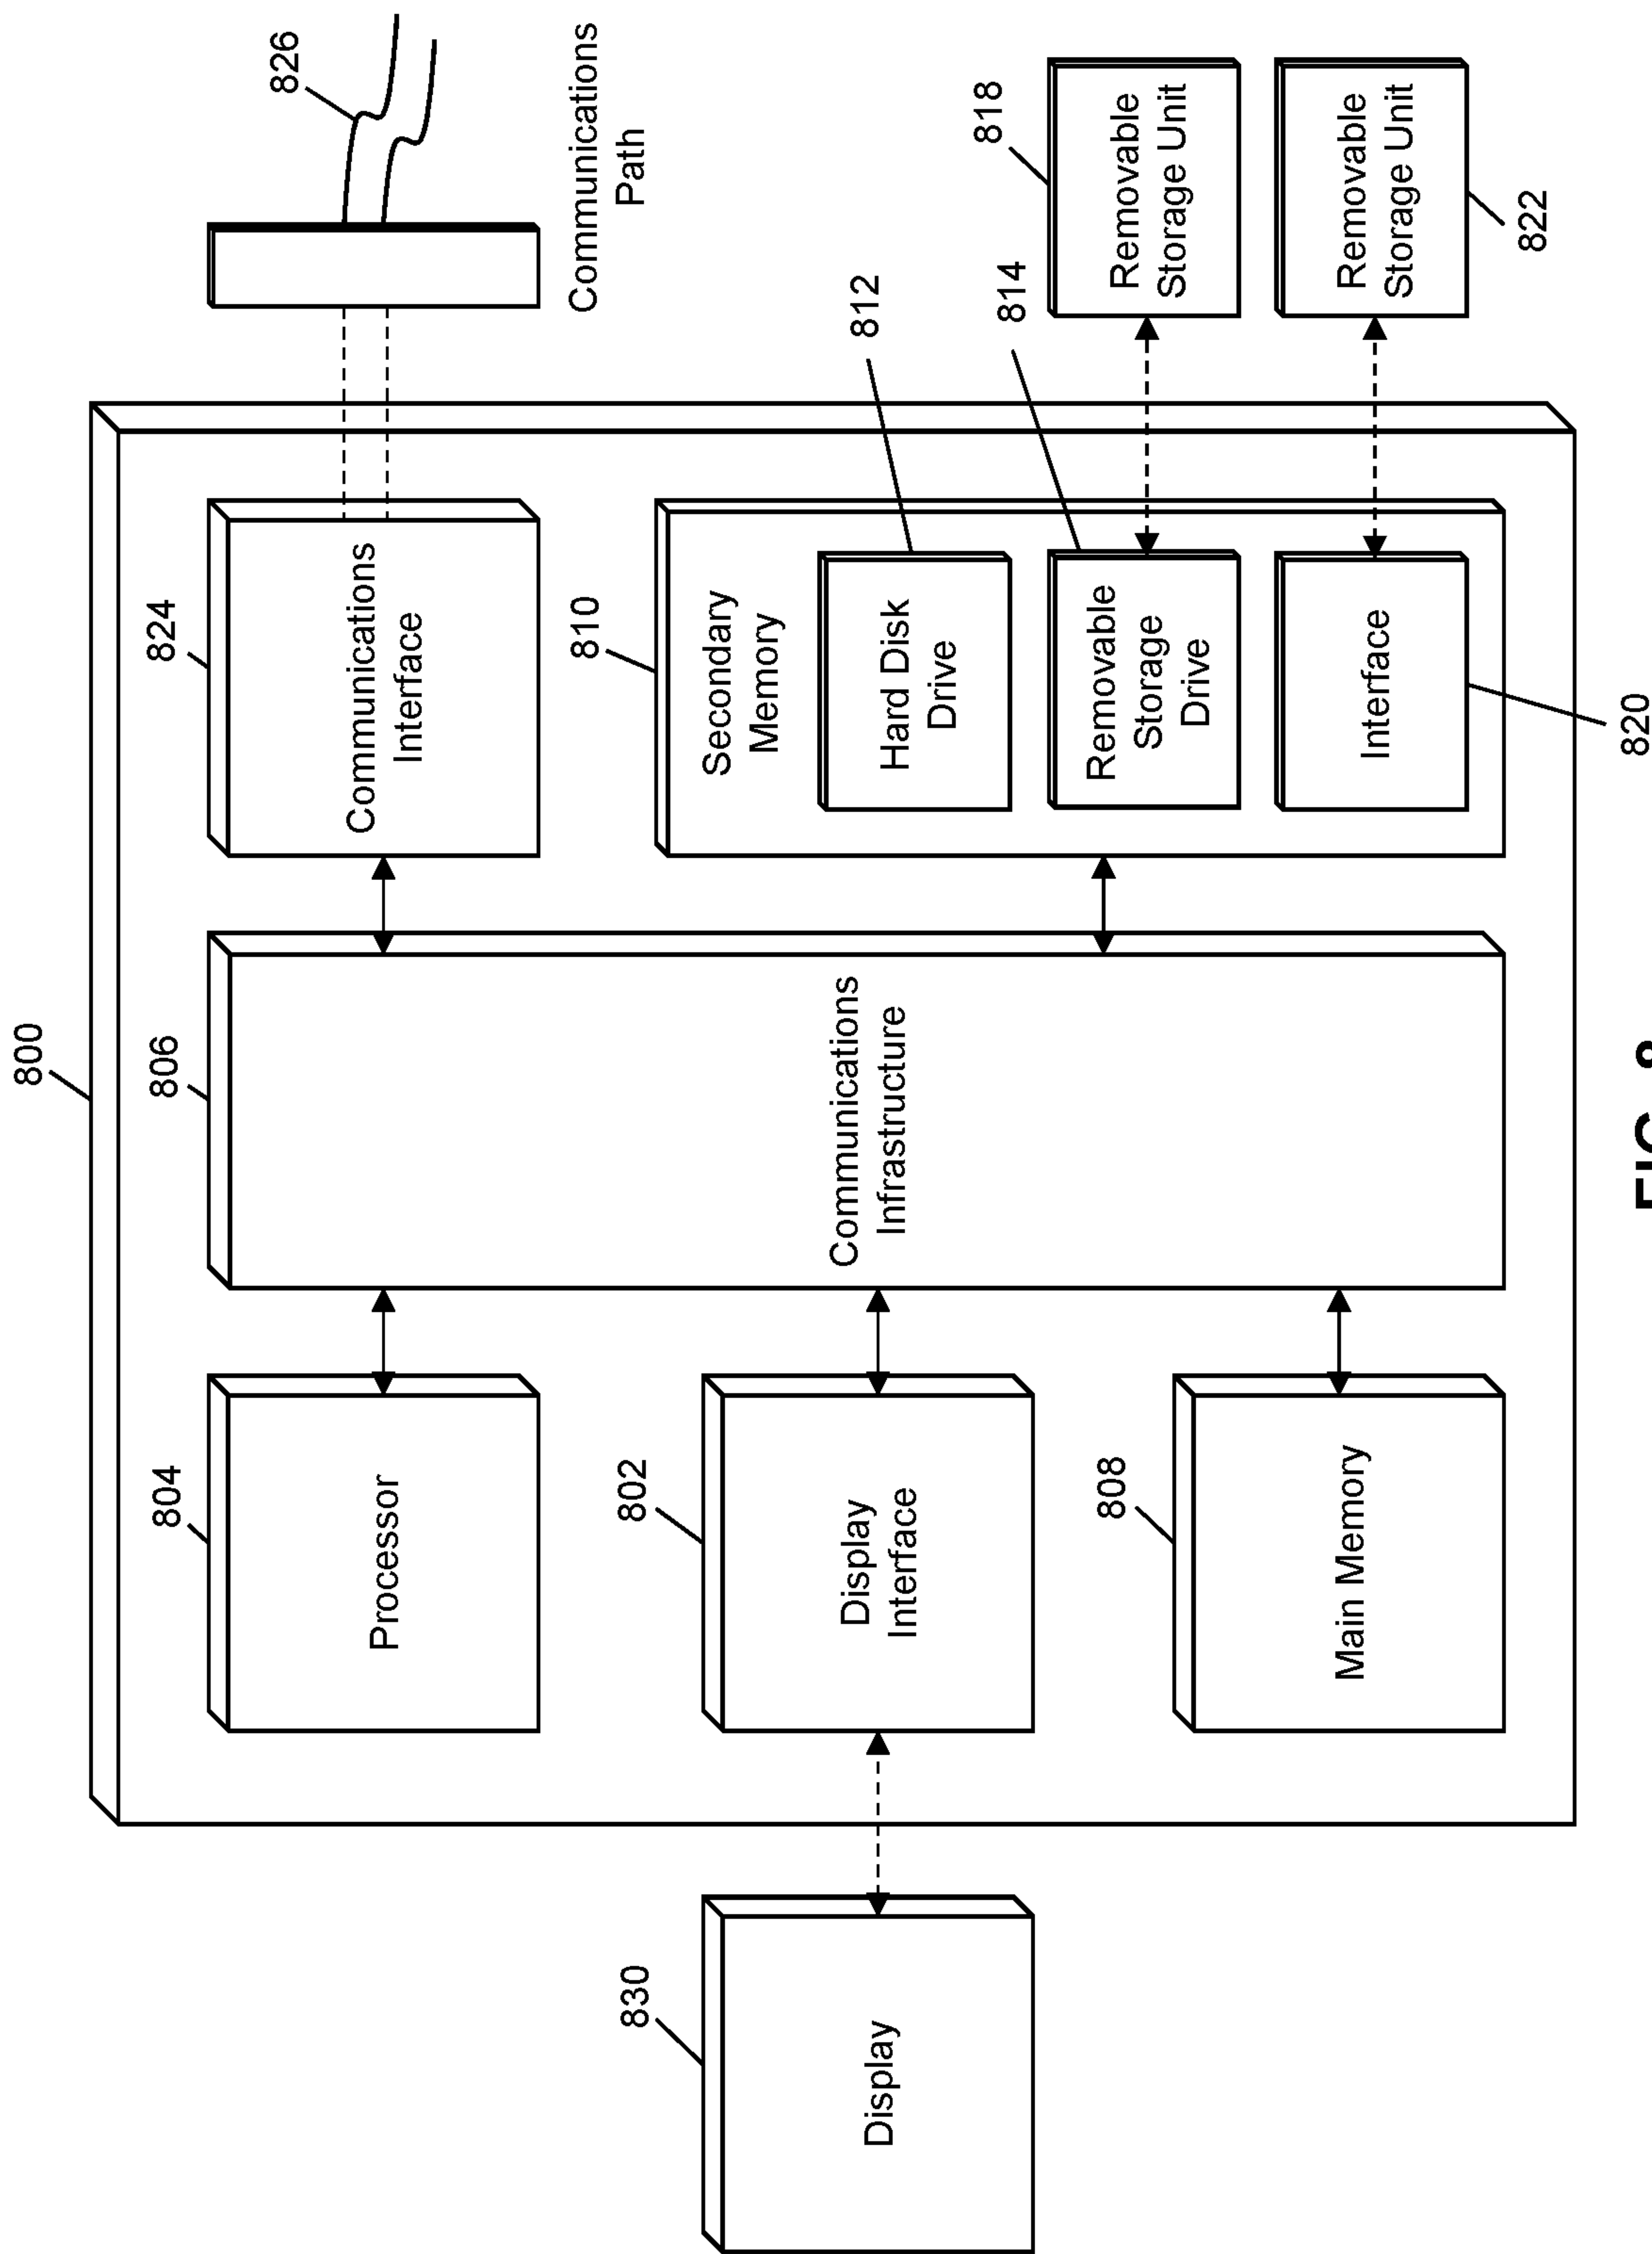 800
804
Processor
802
Display
Interface
808
Main Memory
806
Communications
Infrastructure
824
Communications
Interface
810
Secondary
Memory
812
Hard Disk
Drive
814
Removable
Storage
Drive
820
Interface
830
Display
826
Communications
Path
818
Removable
Storage Unit
822
Removable
Storage Unit
FIG. 8